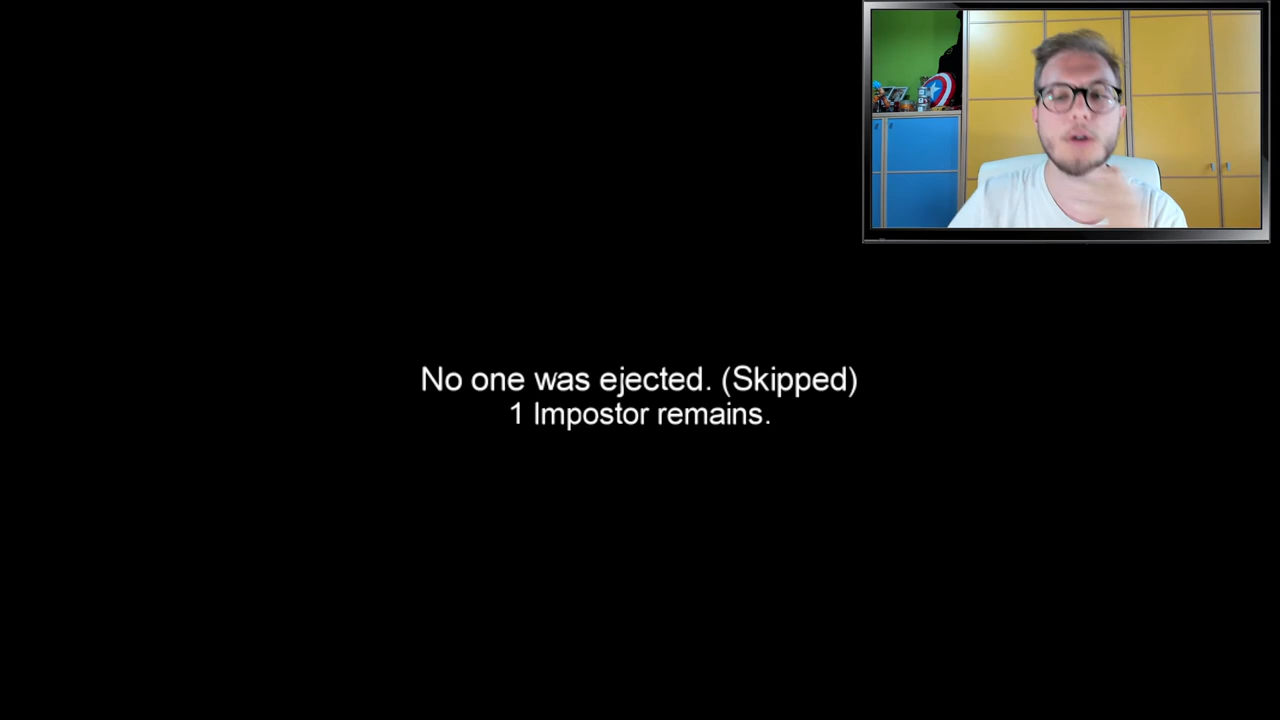 No one was ejected. (Skipped)
1 Impostor remains.